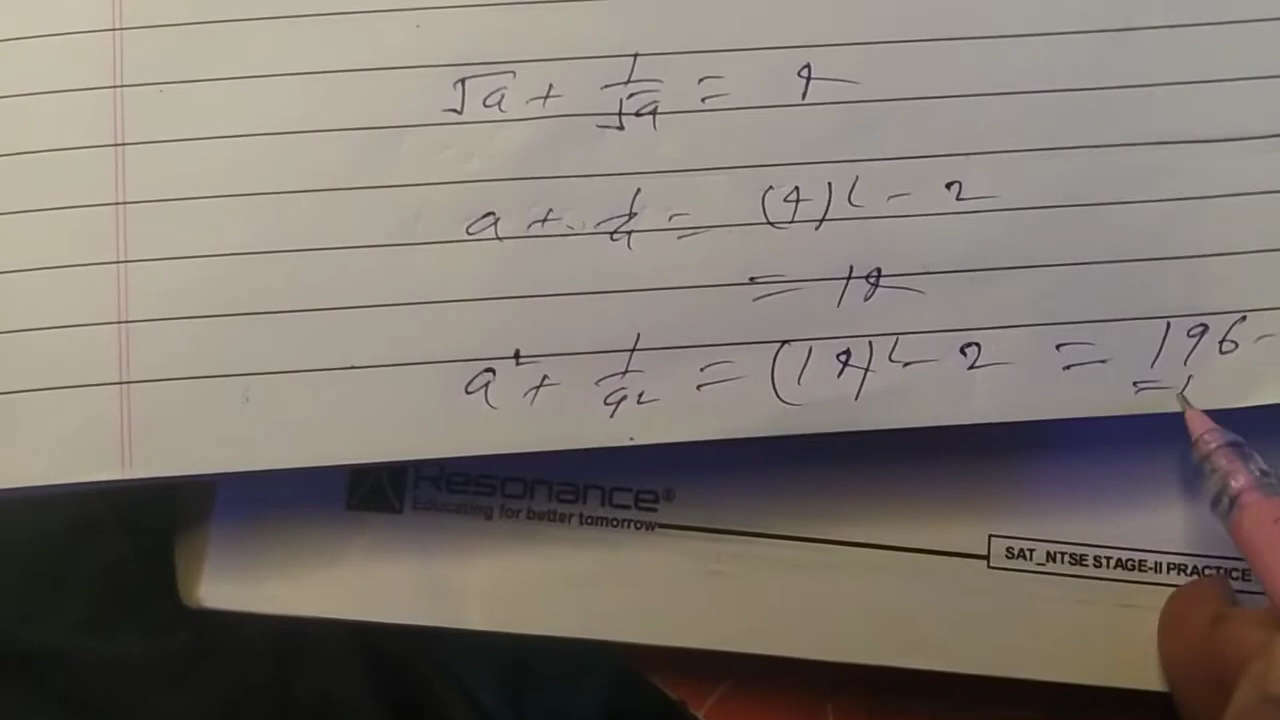 √a + 1/√a = 4
a + 1/a = (4)² - 2
= 14
a² + 1/a² = (14)² - 2 = 196 -
=
Resonance®
Educating for better tomorrow
SAT_NTSE STAGE-II PRACTICE